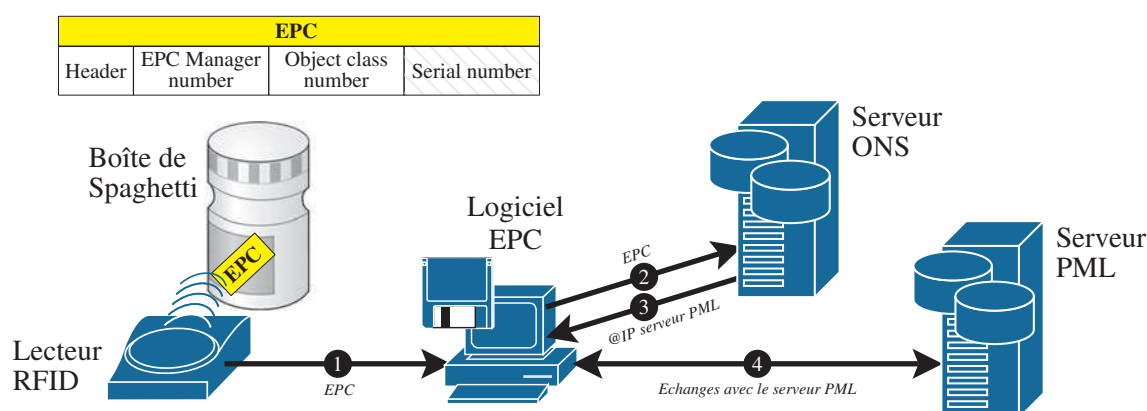 EPC
Header
EPC Manager
number
Object class
number
Serial number
Boîte de
Spaghetti
EPC
Lecteur
RFID
1
EPC
Logiciel
EPC
EPC
2
3
@IP serveur PML
Serveur
ONS
4
Echanges avec le serveur PML
Serveur
PML